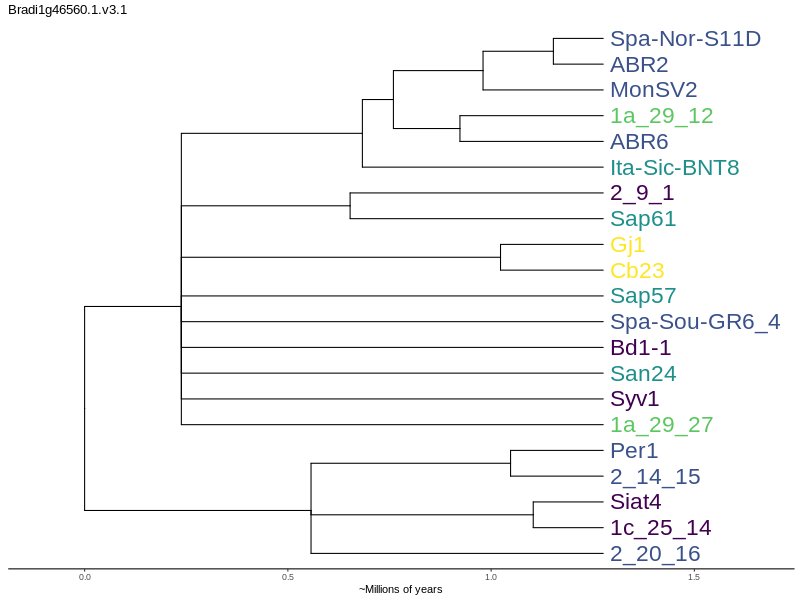 Bradi1g46560.1.v3.1
Spa-Nor-S11D
ABR2
MonSV2
1a_29_12
ABR6
Ita-Sic-BNT8
2_9_1
Sap61
Gj1
Cb23
Sap57
Spa-Sou-GR6_4
Bd1-1
San24
Syv1
1a_29_27
Per1
2_14_15
Siat4
1c_25_14
2_20_16
0.0 0.5 1.0 1.5
~Millions of years